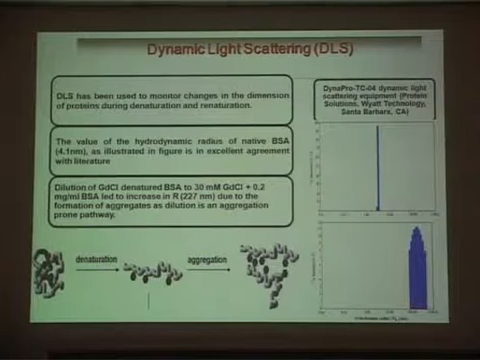 Dynamic Light Scattering (DLS)
DLS has been used to monitor changes in the dimension
of proteins during denaturation and renaturation.
The value of the hydrodynamic radius of native BSA
(4.1nm), as illustrated in figure is in excellent agreement
with literature
Dilution of GdCl denatured BSA to 30 mM GdCl + 0.2
mg/ml BSA led to increase in R (227 nm) due to the
formation of aggregates as dilution is an aggregation
prone pathway.
DynaPro-TC-04 dynamic light
scattering equipment (Protein
Solutions, Wyatt Technology,
Santa Barbara, CA)
denaturation
aggregation